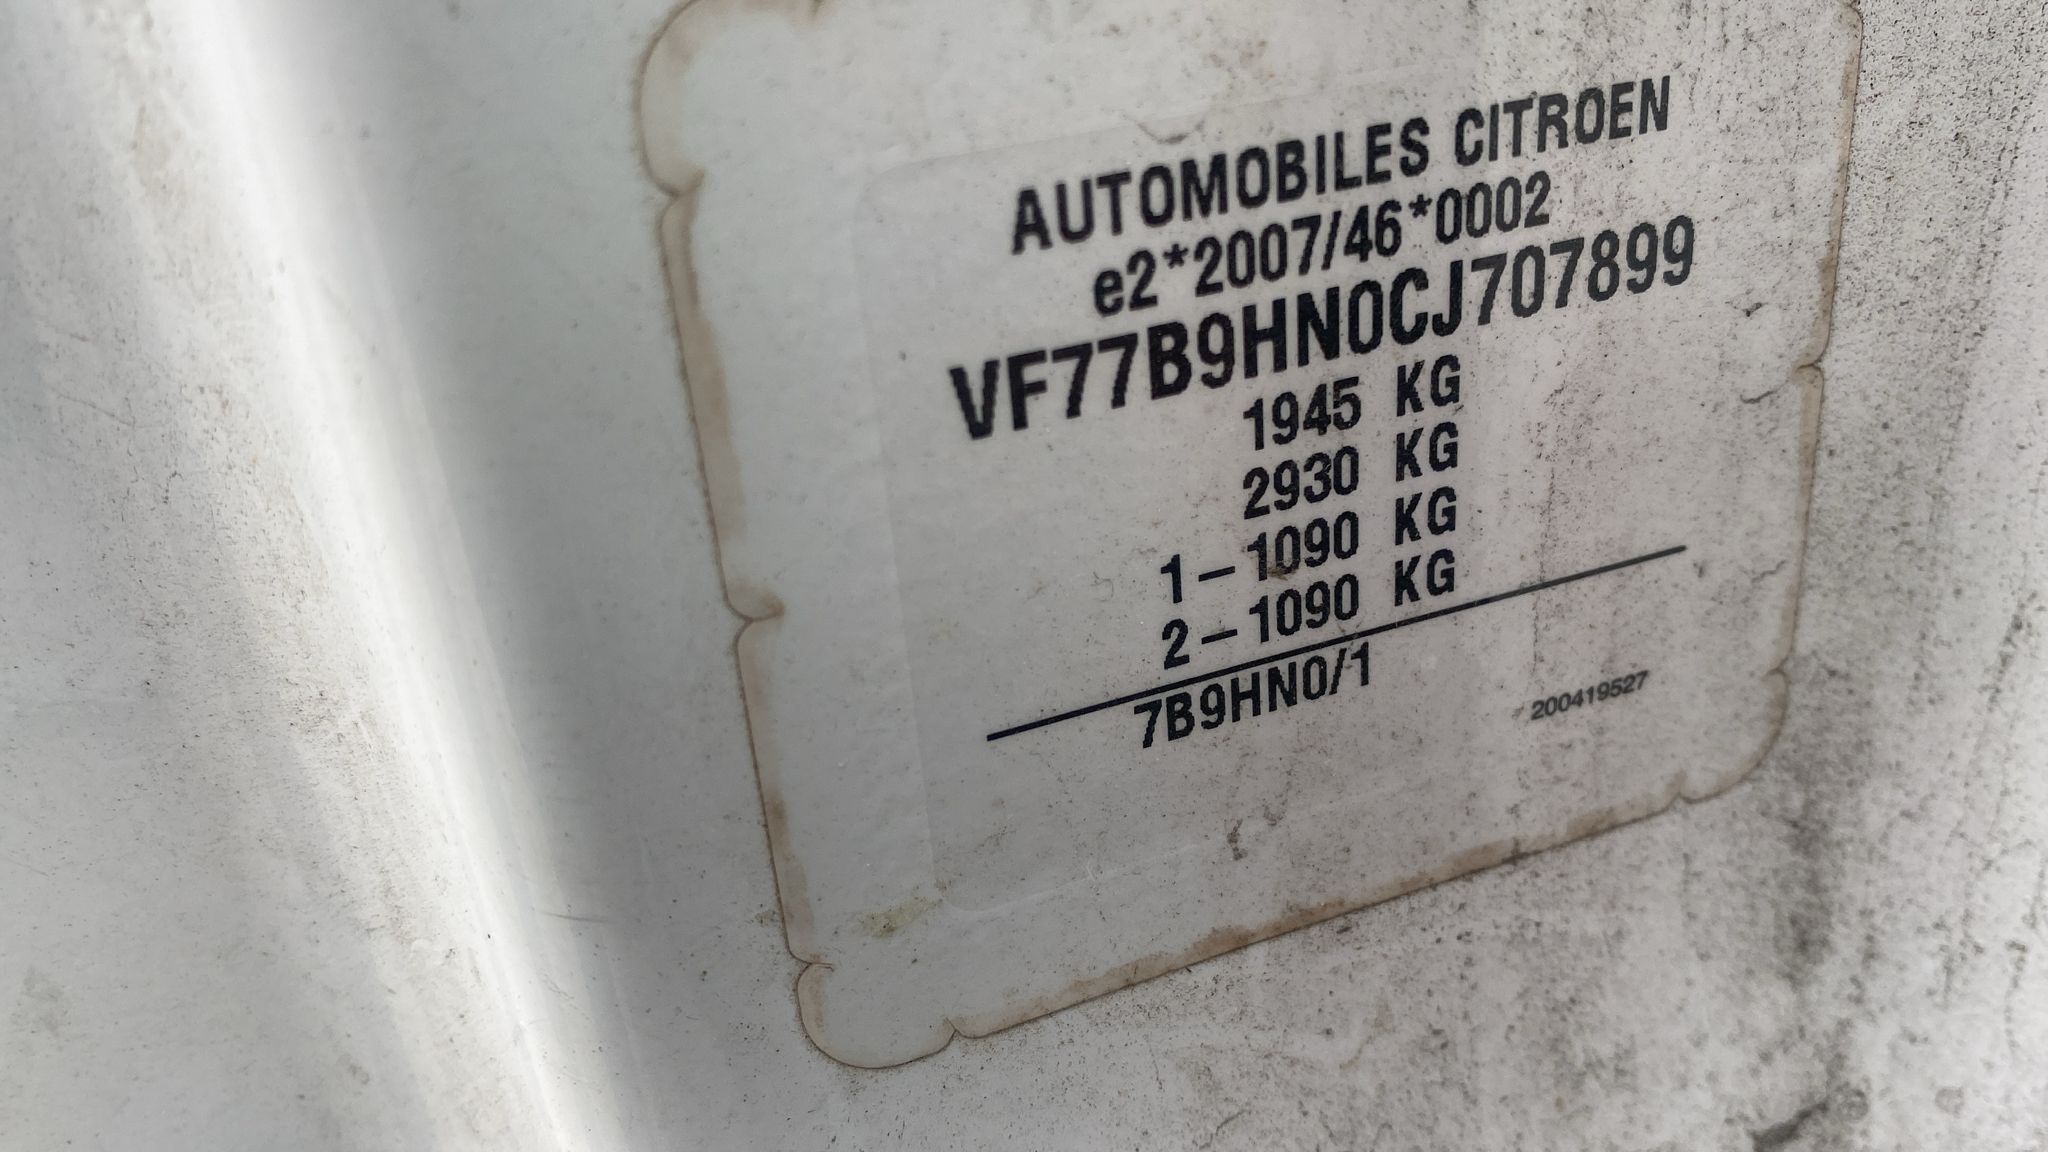 AUTOMOBILES CITROEN
e2*2007/46*0002
VF77B9HN0CJ707899
1945 KG
2930 KG
1–1090 KG
2–1090 KG
7B9HN0/1
200419527